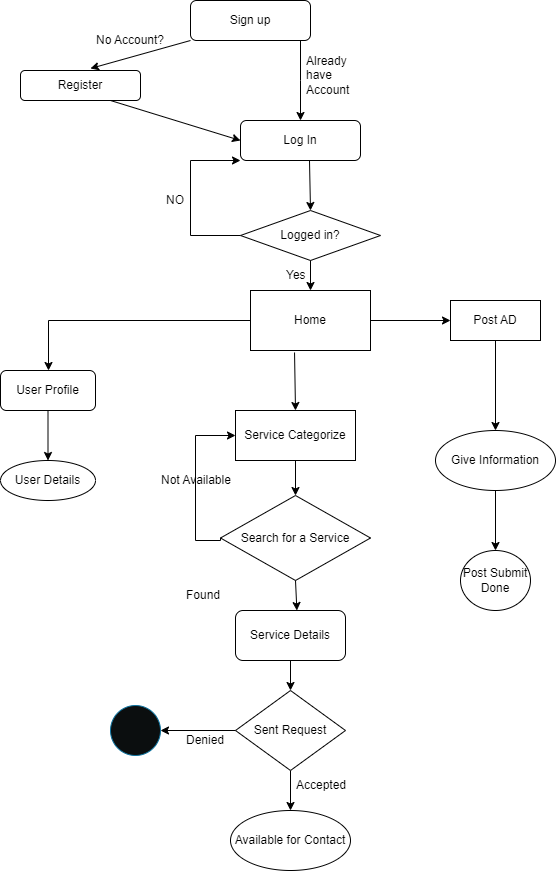 Sign up
No Account?
Already
have
Account
Register
Log In
NO
Logged in?
Yes
Home
Post AD
User Profile
Service Categorize
Give Information
User Details
Not Available
Search for a Service
Post Submit
Done
Found
Service Details
Sent Request
Denied
Accepted
Available for Contact